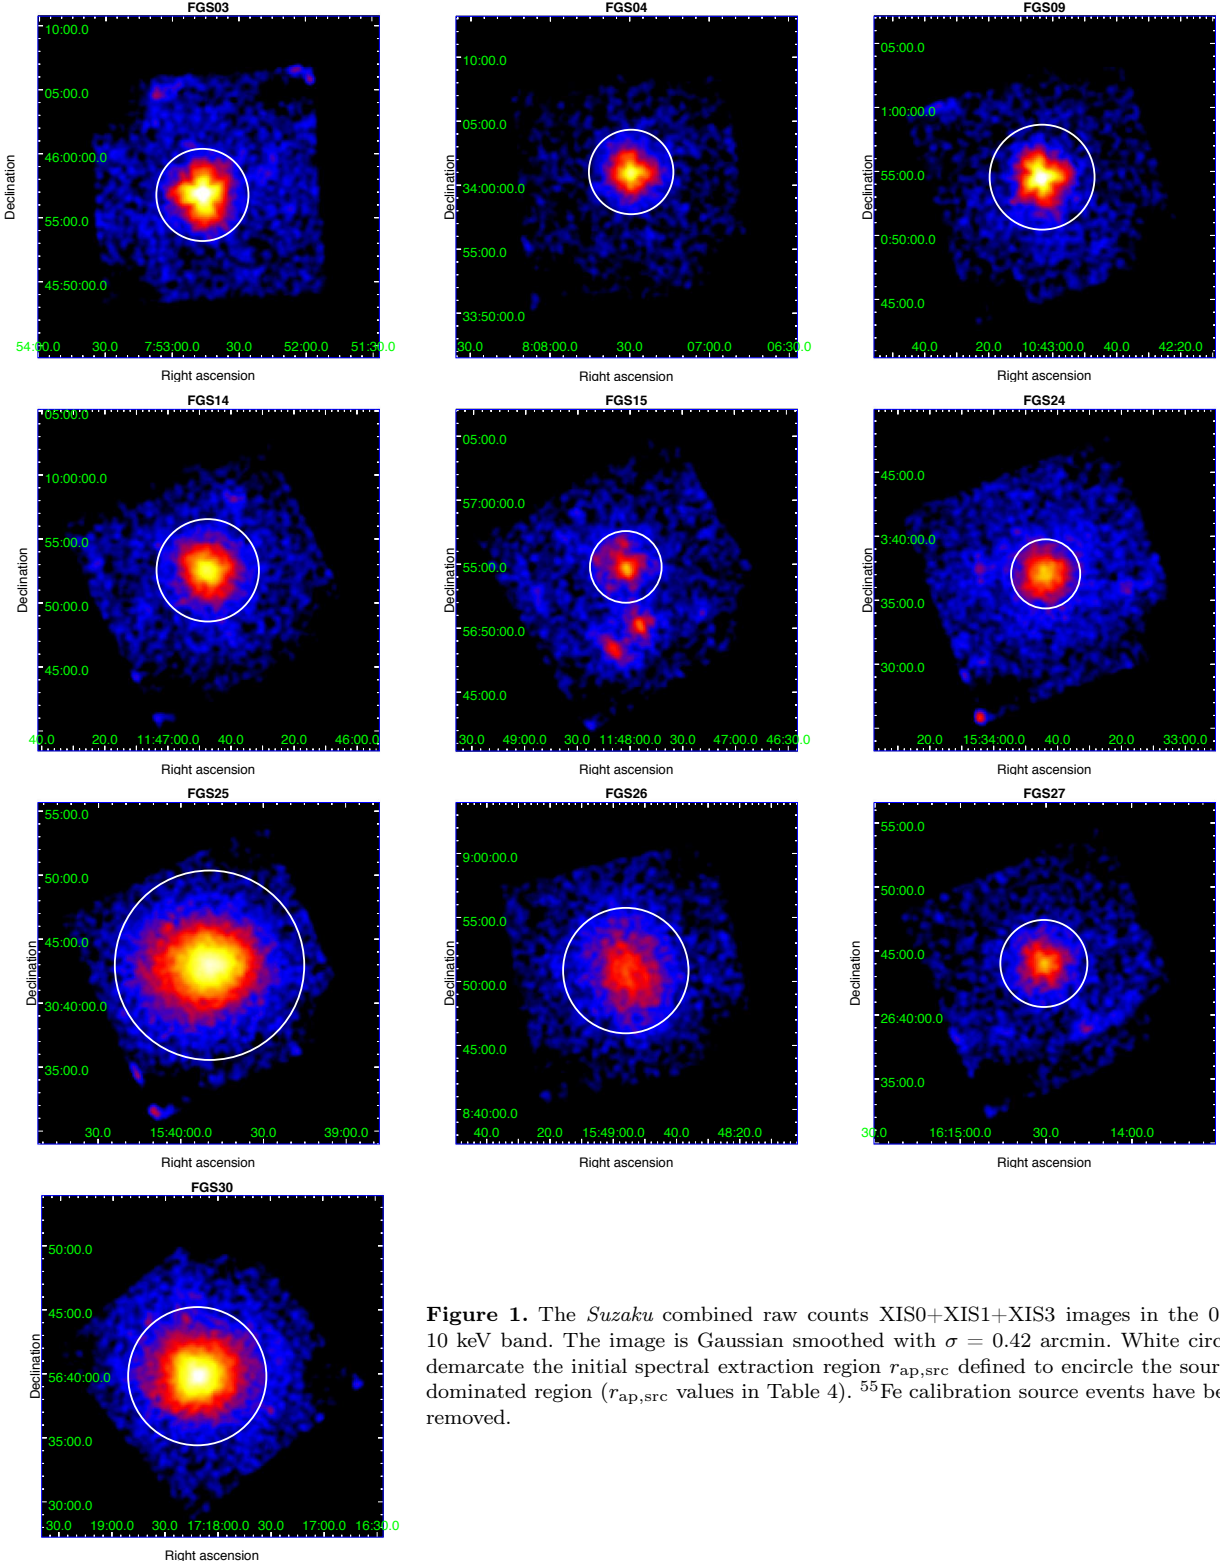 FGS03
10:00.0
05:00.0
46:00:00.0
55:00.0
45:50:00.0
54:00.0 30.0 7:53:00.0 30.0 52:00.0 51:30.0
Declination
Right ascension
FGS04
10:00.0
05:00.0
34:00:00.0
55:00.0
33:50:00.0
30.0 8:08:00.0 30.0 07:00.0 06:30.0
Declination
Right ascension
FGS09
05:00.0
1:00:00.0
55:00.0
0:50:00.0
45:00.0
40.0 20.0 10:43:00.0 40.0 42:20.0
Declination
Right ascension
FGS14
05:00.0
10:00:00.0
55:00.0
50:00.0
45:00.0
40.0 20.0 11:47:00.0 40.0 20.0 46:00.0
Declination
Right ascension
FGS15
05:00.0
57:00:00.0
55:00.0
56:50:00.0
45:00.0
30.0 49:00.0 30.0 11:48:00.0 30.0 47:00.0 46:30.0
Declination
Right ascension
FGS24
45:00.0
3:40:00.0
35:00.0
30:00.0
20.0 15:34:00.0 40.0 20.0 33:00.0
Declination
Right ascension
FGS25
55:00.0
50:00.0
45:00.0
30:40:00.0
35:00.0
30.0 15:40:00.0 30.0 39:00.0
Declination
Right ascension
FGS26
9:00:00.0
55:00.0
50:00.0
45:00.0
8:40:00.0
40.0 20.0 15:49:00.0 40.0 48:20.0
Declination
Right ascension
FGS27
55:00.0
50:00.0
45:00.0
26:40:00.0
35:00.0
30.0 16:15:00.0 30.0 14:00.0
Declination
Right ascension
FGS30
50:00.0
45:00.0
56:40:00.0
35:00.0
30:00.0
30.0 19:00.0 30.0 17:18:00.0 30.0 17:00.0 16:30.0
Right ascension
Figure 1. The Suzaku combined raw counts XIS0+XIS1+XIS3 images in the 0
10 keV band. The image is Gaussian smoothed with σ = 0.42 arcmin. White circ
demarcate the initial spectral extraction region r_ap,src defined to encircle the sour
dominated region (r_ap,src values in Table 4). ⁵⁵Fe calibration source events have be
removed.